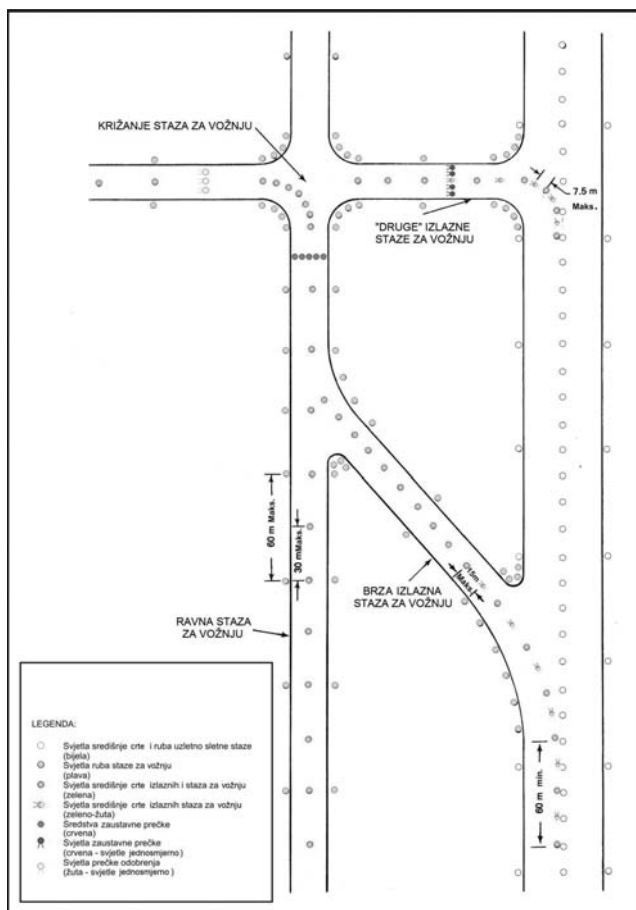 KRIŽANJE STAZA ZA VOŽNJU
7.5 m
Maks.
"DRUGE" IZLAZNE
STAZE ZA VOŽNJU
60 m Maks.
30 mMaks.
15m
Maks.
BRZA IZLAZNA
STAZA ZA VOŽNJU
RAVNA STAZA
ZA VOŽNJU
60 m min.
LEGENDA:
Svjetla središnje crte i ruba uzletno sletne staze
(bijela)
Svjetla ruba staze za vožnju
(plava)
Svjetla središnje crte izlaznih i staza za vožnju
(zelena)
Svjetla središnje crte izlaznih staza za vožnju
(zeleno-žuta)
Sredstva zaustavne prečke
(crvena)
Svjetla zaustavne prečke
(crvena - svjetle jednosmjerno)
Svjetla prečke odobrenja
(žuta - svjetle jednosmjerno)